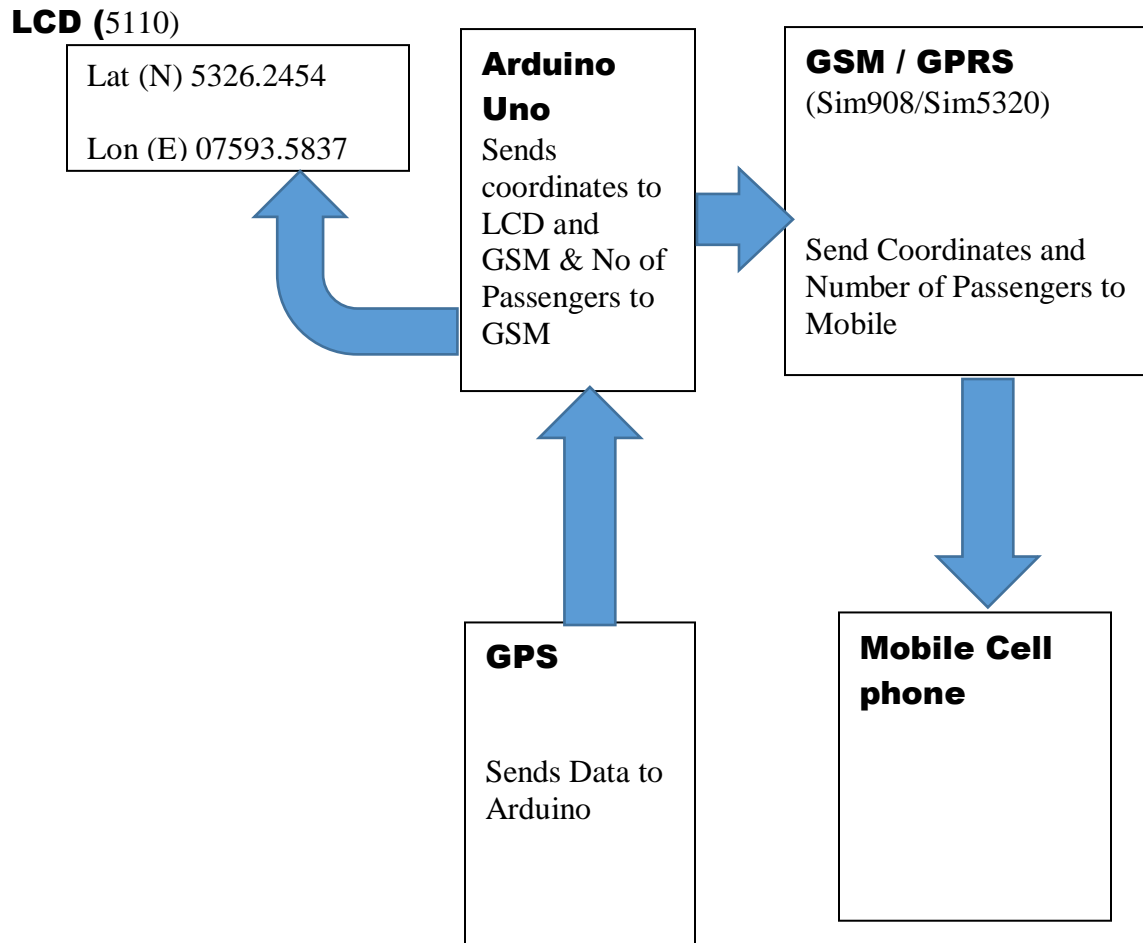 LCD (5110)
Lat (N) 5326.2454
Lon (E) 07593.5837
Arduino
Uno
Sends
coordinates to
LCD and
GSM & No of
Passengers to
GSM
GSM / GPRS
(Sim908/Sim5320)
Send Coordinates and
Number of Passengers to
Mobile
GPS
Sends Data to
Arduino
Mobile Cell
phone